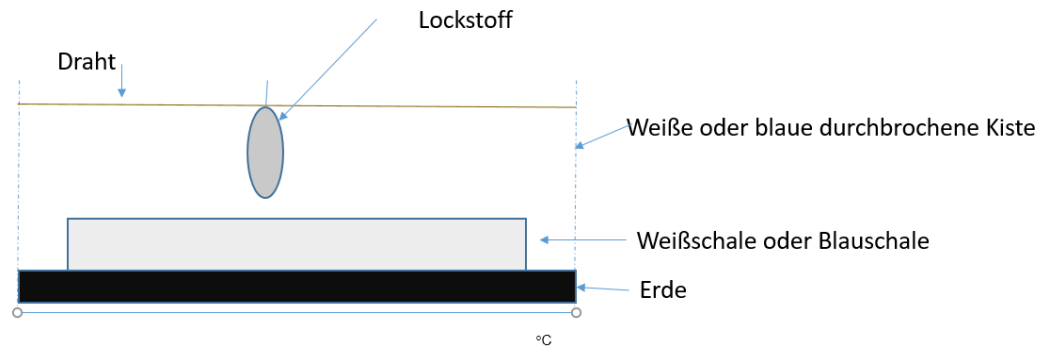 Lockstoff
Draht
Weiße oder blaue durchbrochene Kiste
Weißschale oder Blauschale
Erde
°C